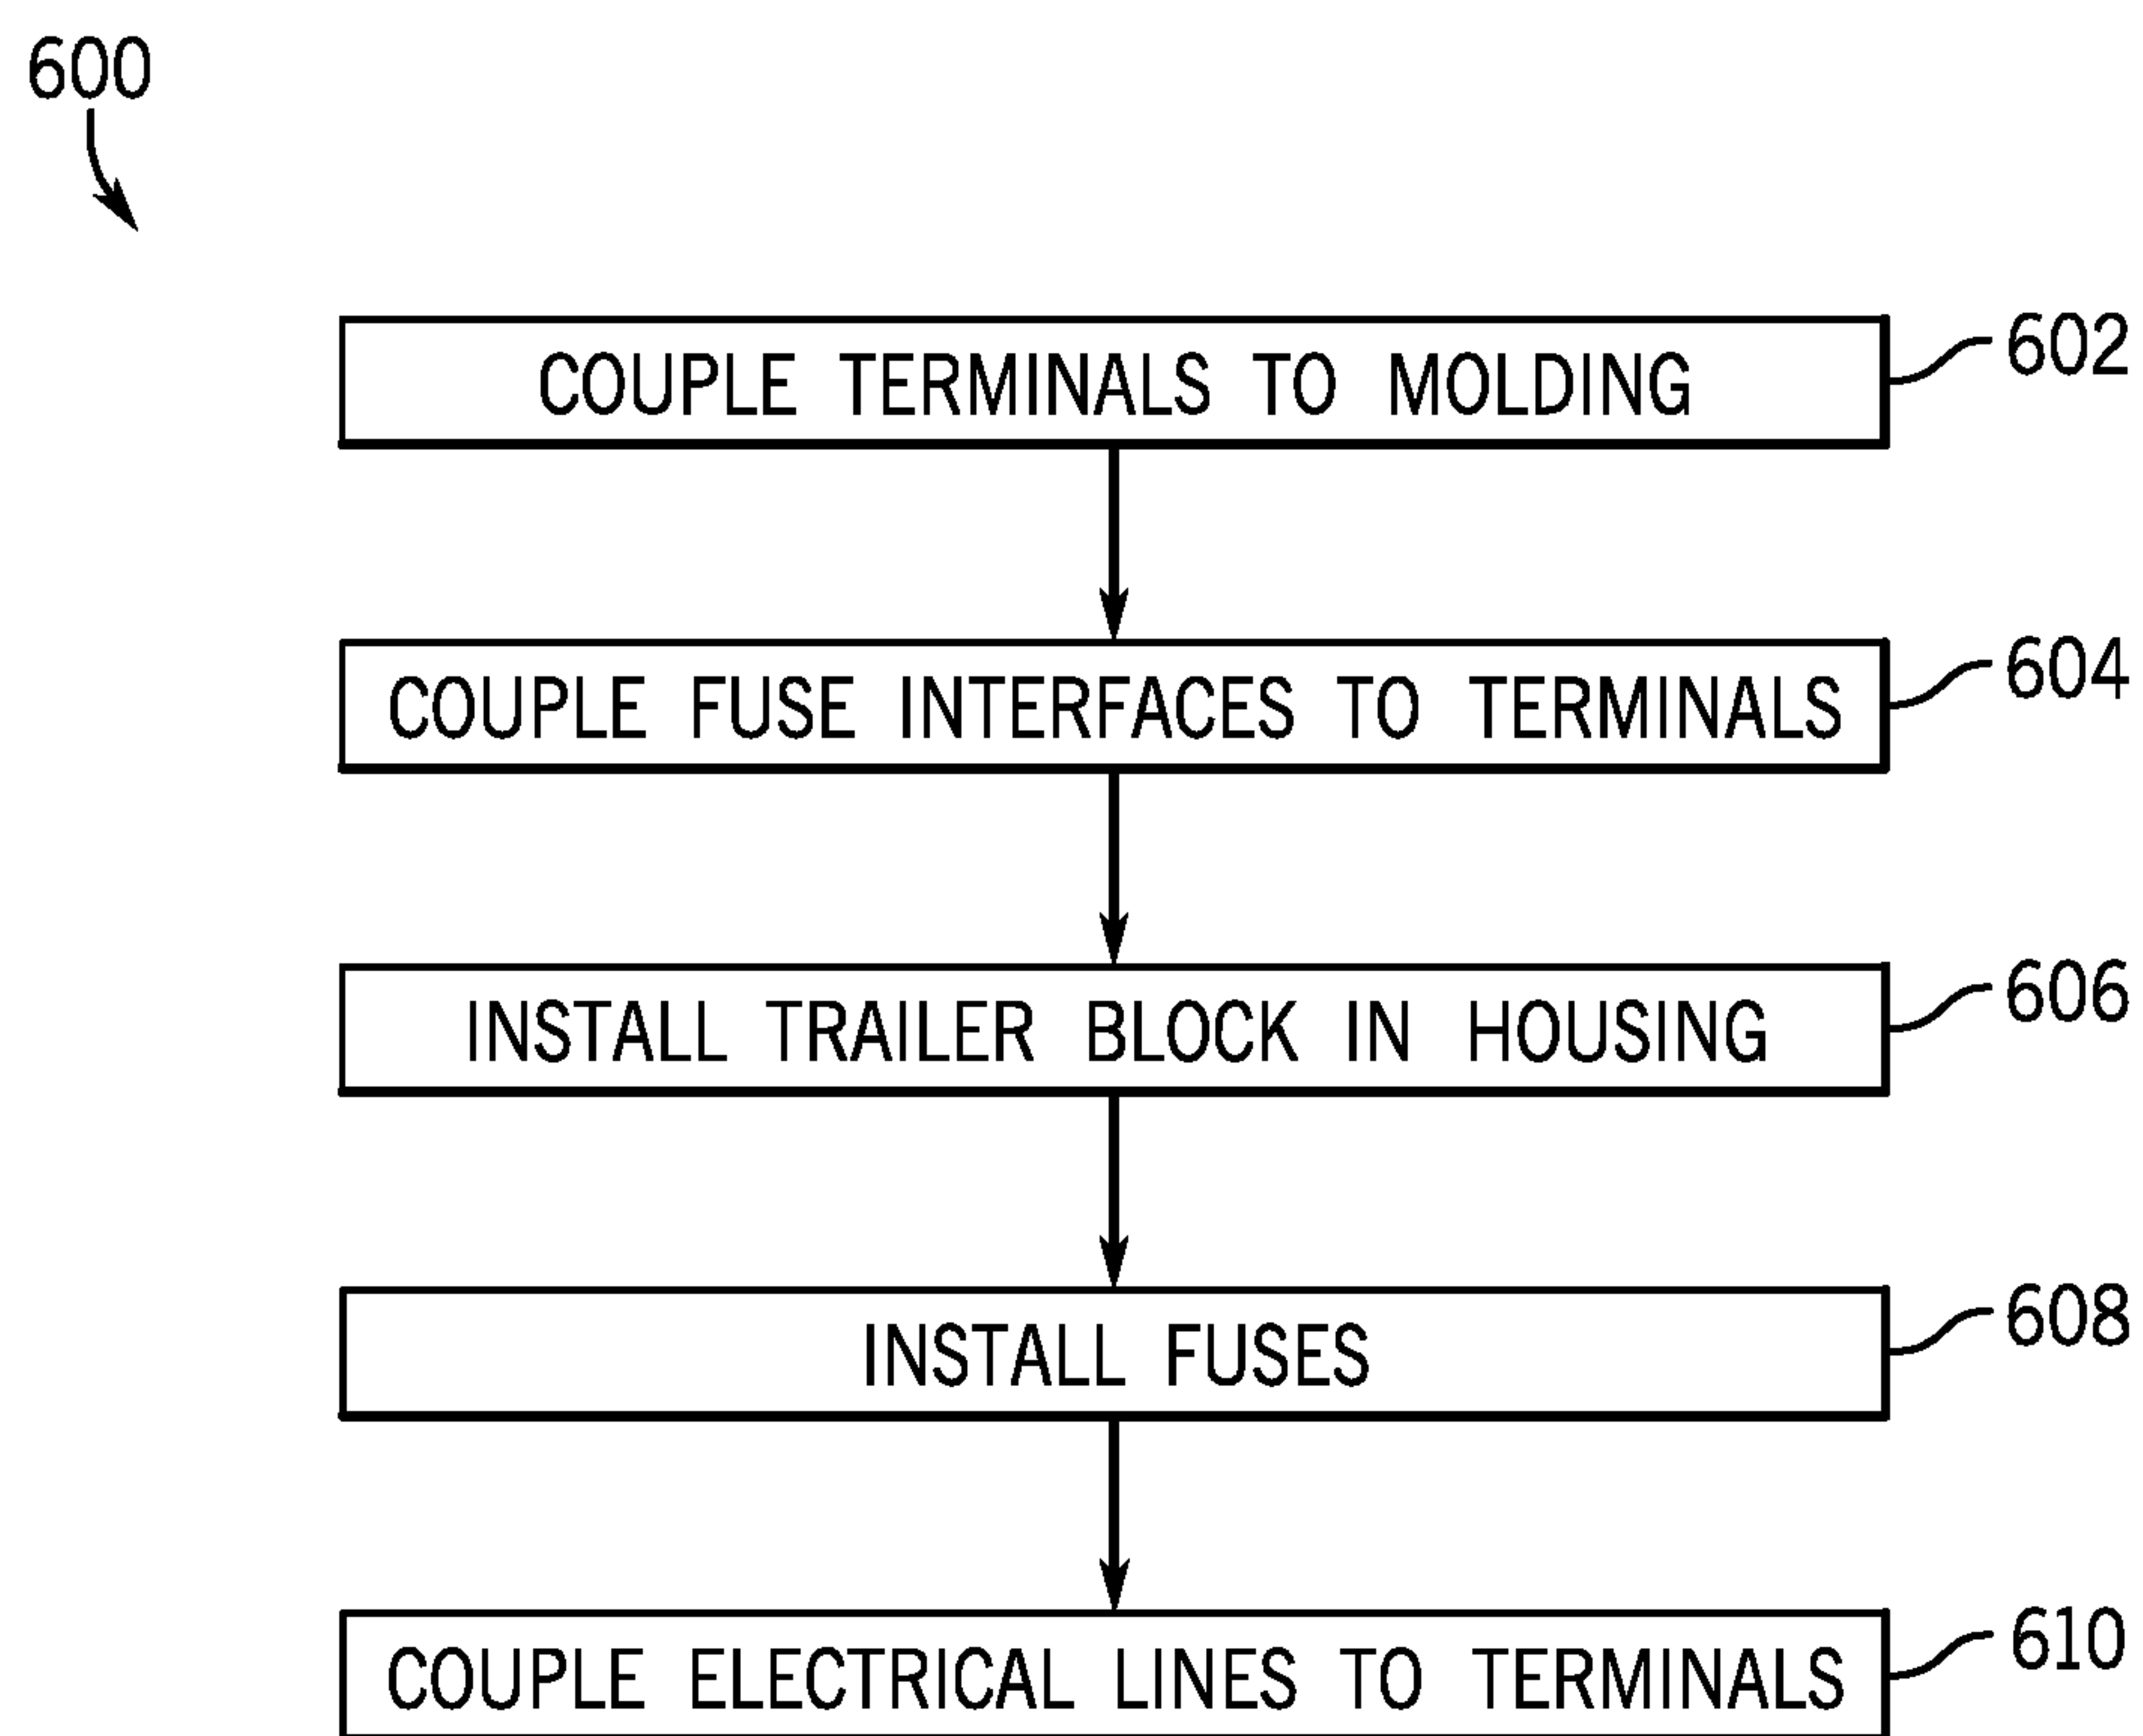 600
COUPLE TERMINALS TO MOLDING
602
COUPLE FUSE INTERFACES TO TERMINALS
604
INSTALL TRAILER BLOCK IN HOUSING
606
INSTALL FUSES
608
COUPLE ELECTRICAL LINES TO TERMINALS
610